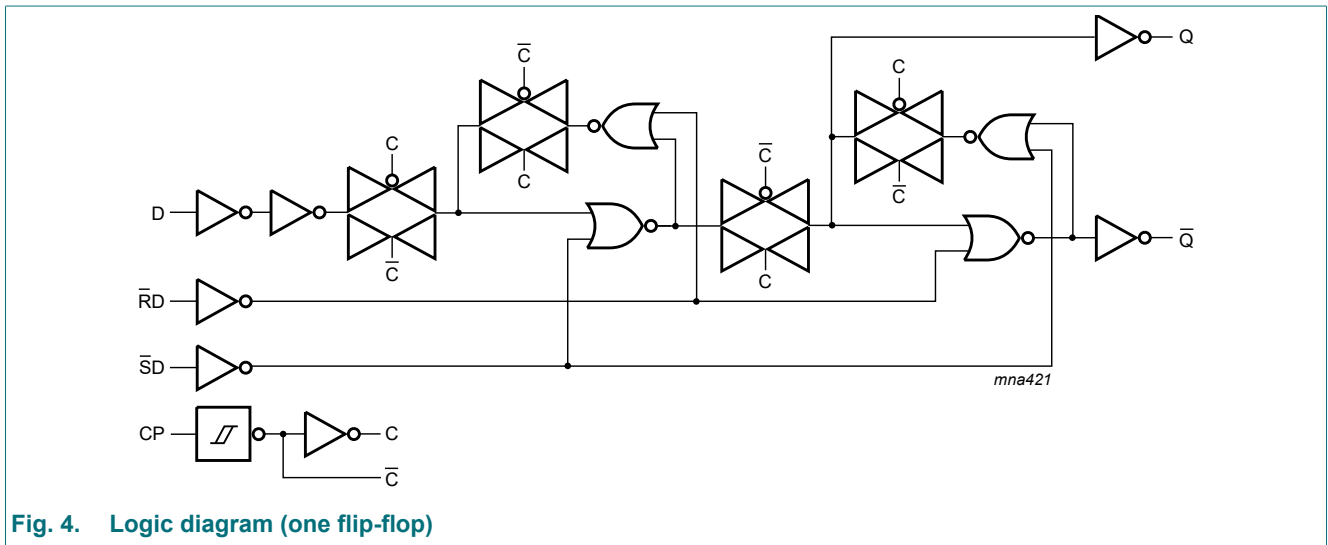 Q
C̅
C
C
C̅
C
D
C̅
C
C̅
C
Q̅
R̅D
S̅D
mna421
CP
C
C̅
Fig. 4. Logic diagram (one flip-flop)